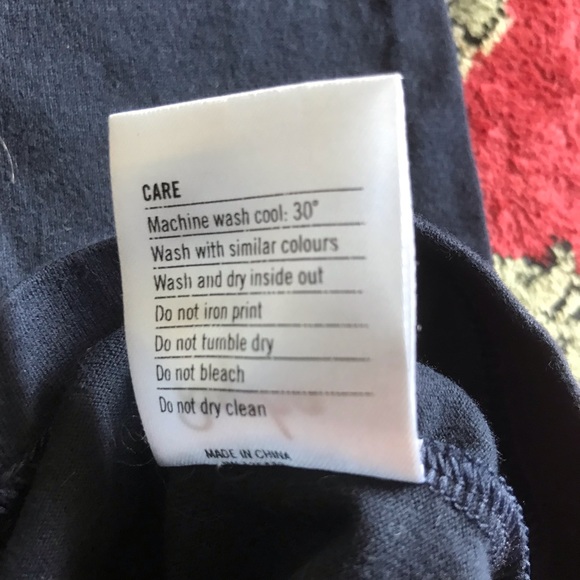 CARE
Machine wash cool: 30°
Wash with similar colours
Wash and dry inside out
Do not iron print
Do not tumble dry
Do not bleach
Do not dry clean
MADE IN CHINA